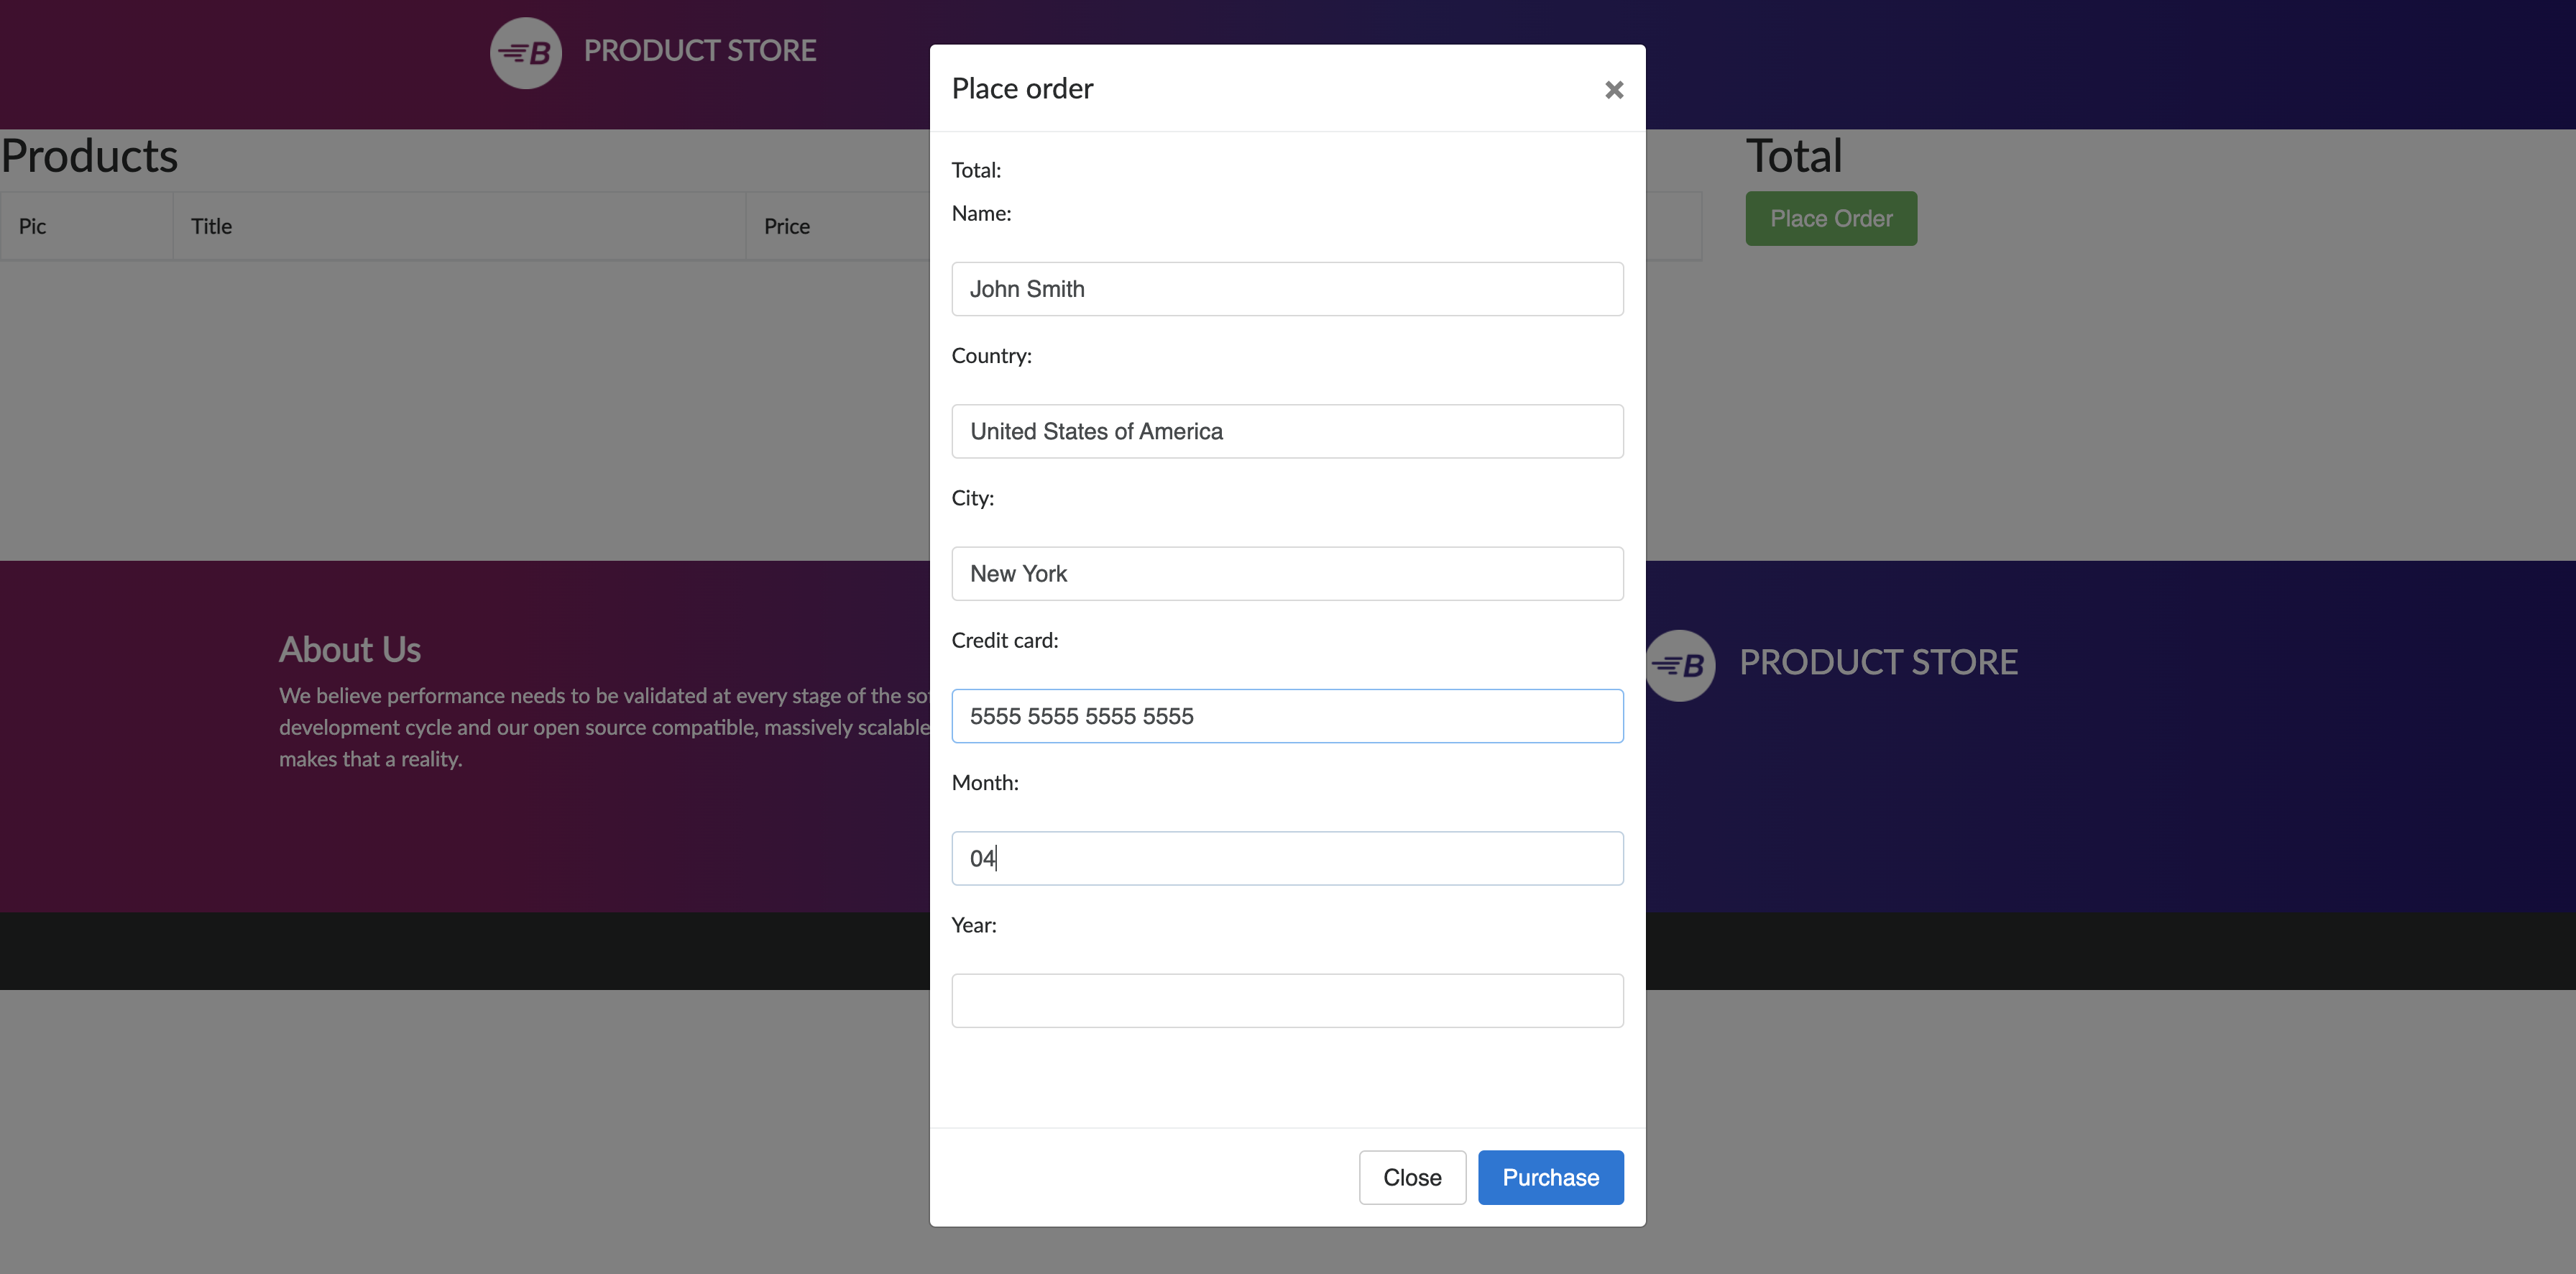 B PRODUCT STORE
Place order
×
Products
Pic Title Price
Total
Place Order
Total:
Name:
John Smith
Country:
United States of America
City:
New York
Credit card:
5555 5555 5555 5555
Month:
04
Year:
Close Purchase
About Us
We believe performance needs to be validated at every stage of the so
development cycle and our open source compatible, massively scalable
makes that a reality.
B PRODUCT STORE